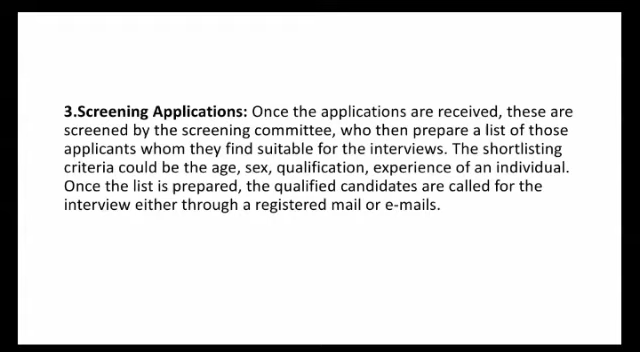 3.Screening Applications: Once the applications are received, these are
screened by the screening committee, who then prepare a list of those
applicants whom they find suitable for the interviews. The shortlisting
criteria could be the age, sex, qualification, experience of an individual.
Once the list is prepared, the qualified candidates are called for the
interview either through a registered mail or e-mails.